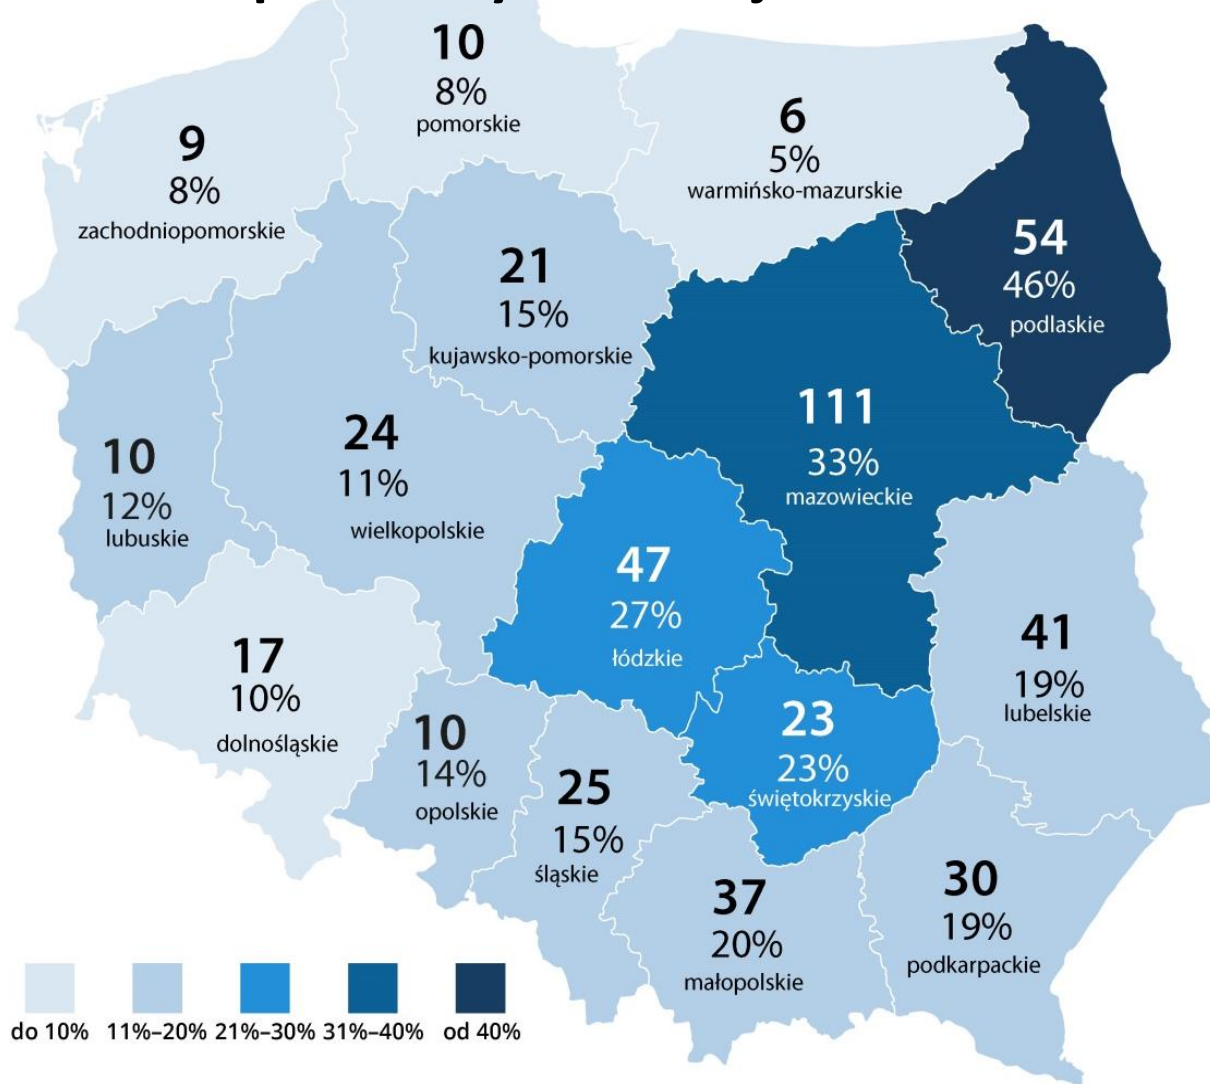 10
8%
pomorskie
6
5%
warmińsko-mazurskie
9
8%
zachodniopomorskie
54
46%
podlaskie
21
15%
kujawsko-pomorskie
111
33%
mazowieckie
24
11%
wielkopolskie
10
12%
lubuskie
47
27%
łódzkie
41
19%
lubelskie
17
10%
dolnośląskie
10
14%
opolskie
23
23%
świętokrzyskie
25
15%
śląskie
37
20%
małopolskie
30
19%
podkarpackie
do 10% 11%–20% 21%–30% 31%–40% od 40%